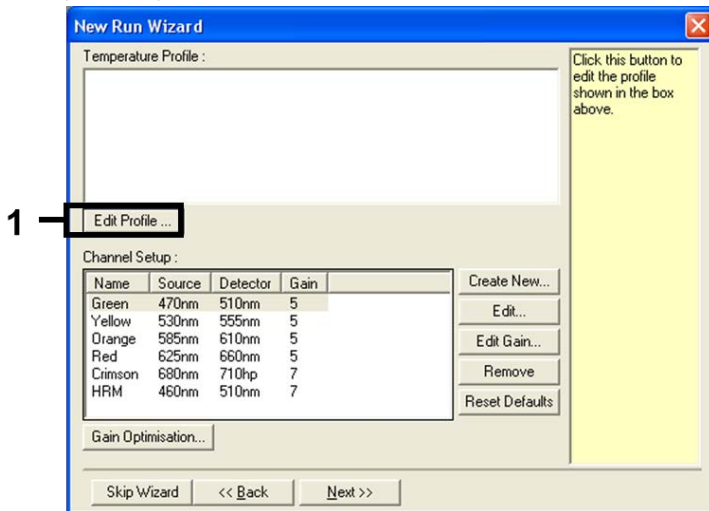 New Run Wizard
Temperature Profile :
Click this button to
edit the profile
shown in the box
above.
1
Edit Profile ...
Channel Setup :
Name Source Detector Gain
Green 470nm 510nm 5
Yellow 530nm 555nm 5
Orange 585nm 610nm 5
Red 625nm 660nm 5
Crimson 680nm 710hp 7
HRM 460nm 510nm 7
Create New...
Edit...
Edit Gain...
Remove
Reset Defaults
Gain Optimisation...
Skip Wizard
<< Back
Next >>